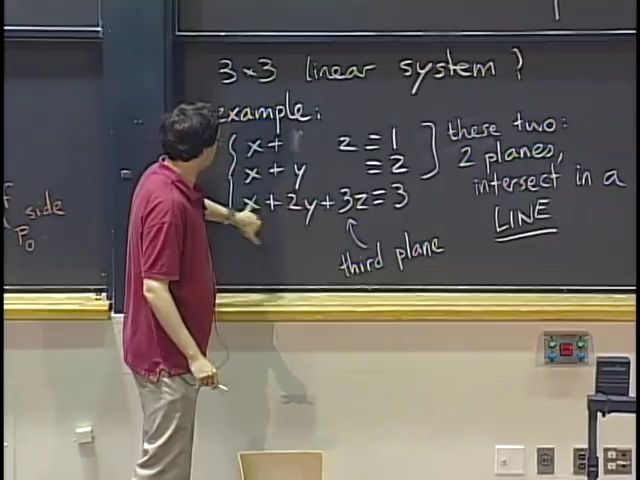 3×3 linear system?
example:
x + z = 1
x + y = 2
x + 2y + 3z = 3
these two:
2 planes,
intersect in a
LINE
third plane
side
P₀